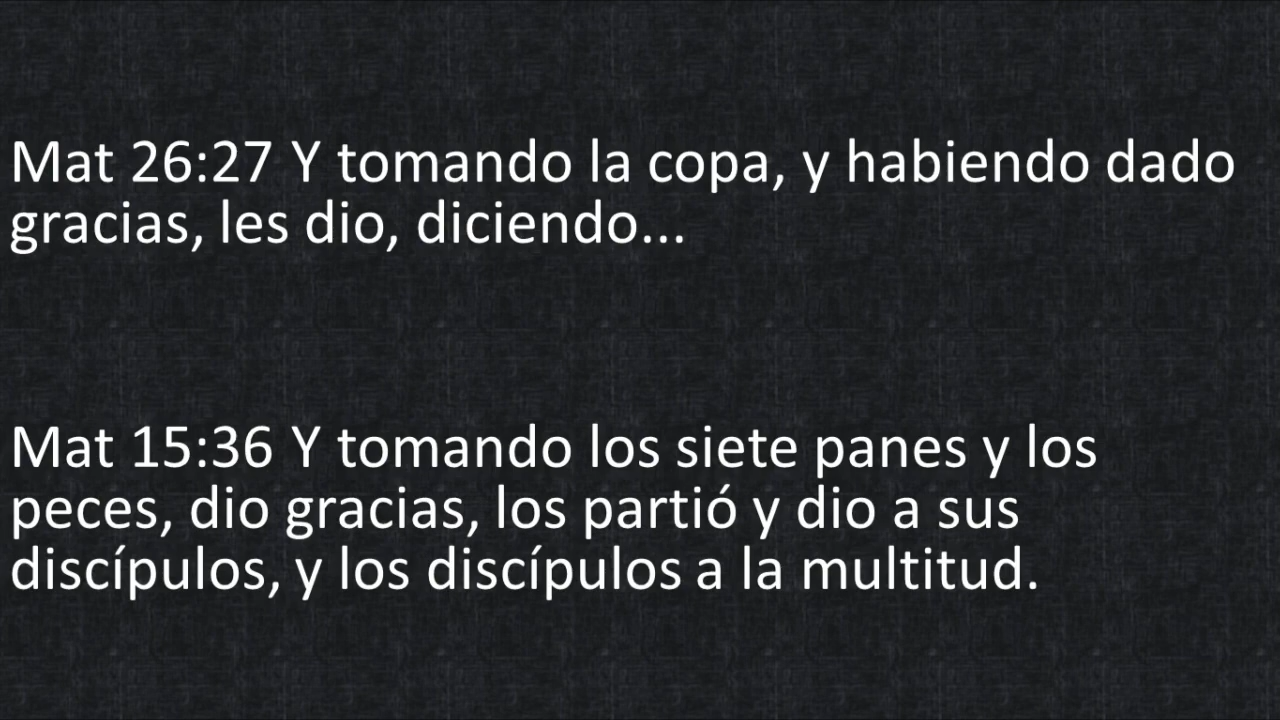 Mat 26:27 Y tomando la copa, y habiendo dado
gracias, les dio, diciendo...
Mat 15:36 Y tomando los siete panes y los
peces, dio gracias, los partió y dio a sus
discípulos, y los discípulos a la multitud.